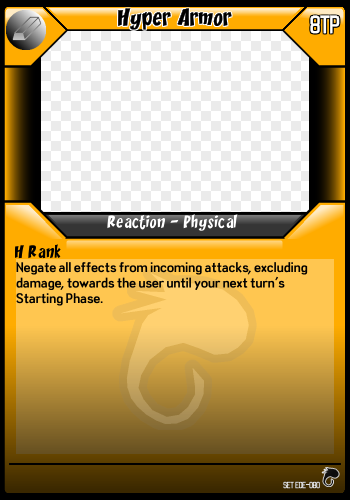 Hyper Armor
8TP
Reaction - Physical
H Rank
Negate all effects from incoming attacks, excluding
damage, towards the user until your next turn's
Starting Phase.
SET EDE-080